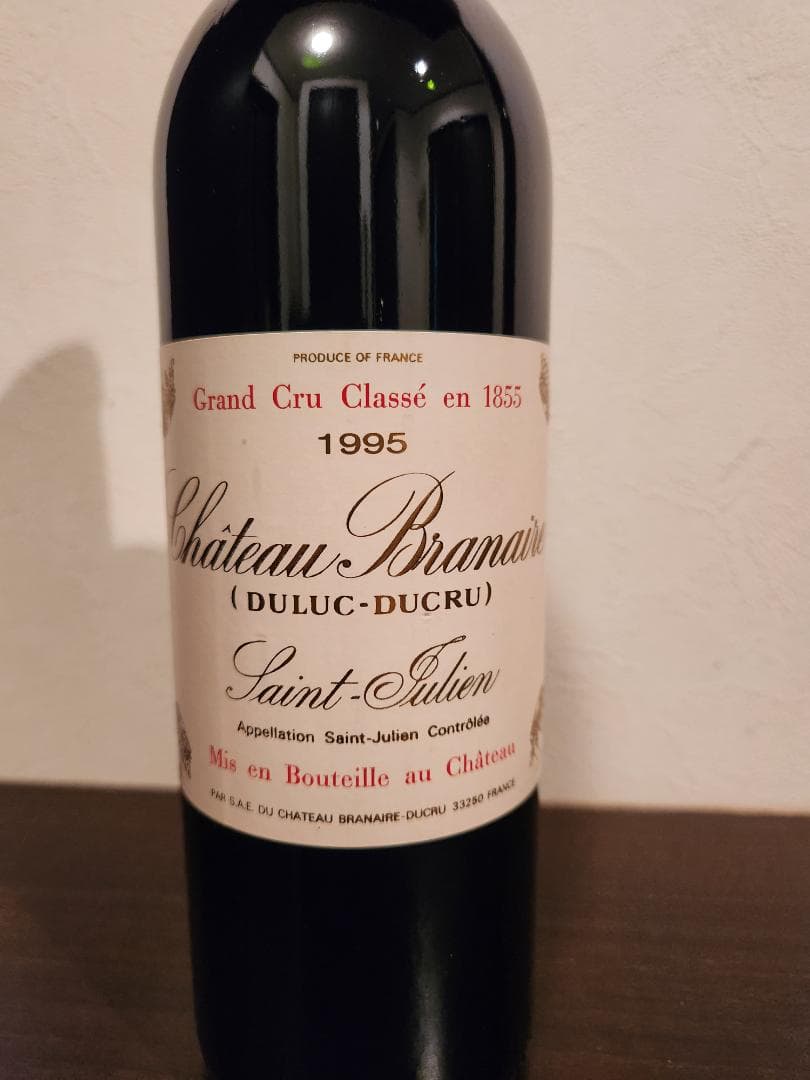 PRODUCE OF FRANCE
Grand Cru Classé en 1855
1995
Château Branaire
(DULUC-DUCRU)
Saint-Julien
Appellation Saint-Julien Contrôlée
Mis en Bouteille au Château
PAR S.A.E. DU CHATEAU BRANAIRE-DUCRU 33250 FRANCE